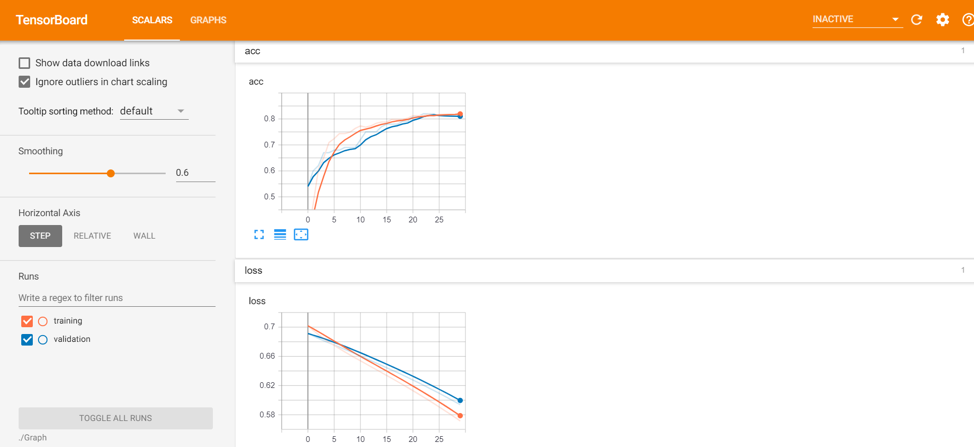 TensorBoard SCALARS GRAPHS INACTIVE
Show data download links
Ignore outliers in chart scaling
Tooltip sorting method: default
Smoothing
0.6
Horizontal Axis
STEP RELATIVE WALL
Runs
Write a regex to filter runs
training
validation
TOGGLE ALL RUNS
./Graph
acc 1
acc
0.8
0.7
0.6
0.5
0 5 10 15 20 25
loss 1
loss
0.7
0.66
0.62
0.58
0 5 10 15 20 25